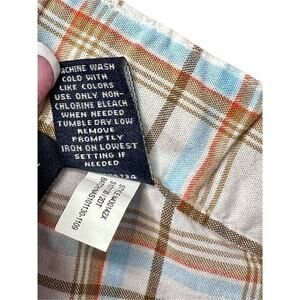 MACHINE WASH
COLD WITH
LIKE COLORS
USE ONLY NON-
CHLORINE BLEACH
WHEN NEEDED
TUMBLE DRY LOW
REMOVE
PROMPTLY
IRON ON LOWEST
SETTING IF
NEEDED